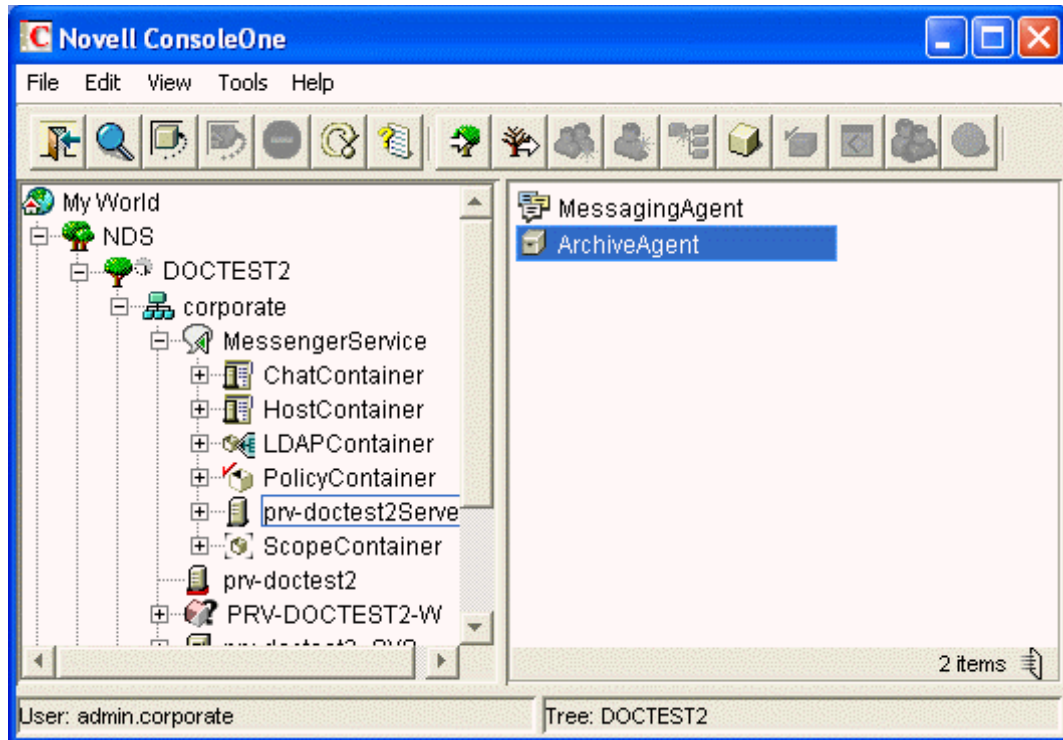 Novell ConsoleOne
File Edit View Tools Help
My World
NDS
DOCTEST2
corporate
MessengerService
ChatContainer
HostContainer
LDAPContainer
PolicyContainer
prv-doctest2Serve
ScopeContainer
prv-doctest2
PRV-DOCTEST2-W
MessagingAgent
ArchiveAgent
2 items
User: admin.corporate
Tree: DOCTEST2